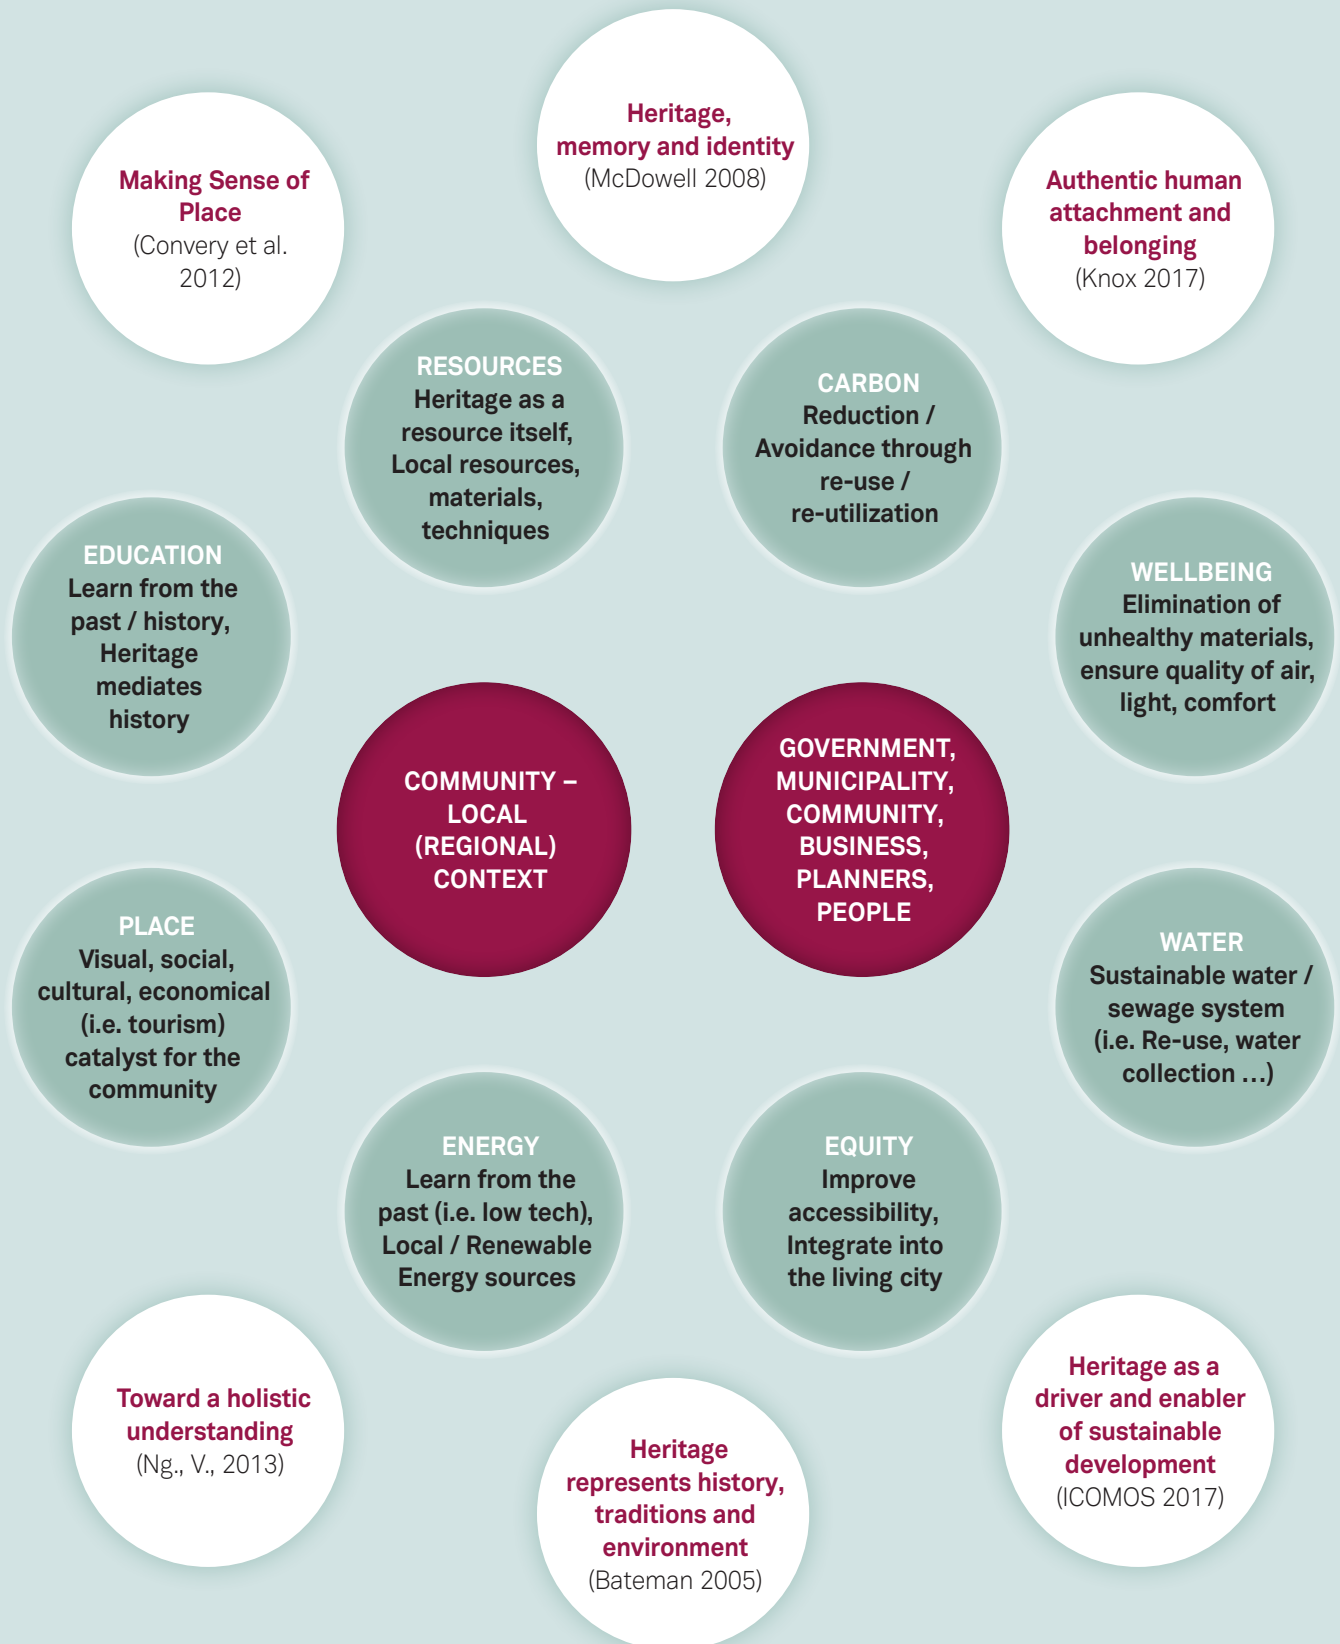 Heritage,
memory and identity
(McDowell 2008)
Making Sense of
Place
(Convery et al.
2012)
Authentic human
attachment and
belonging
(Knox 2017)
RESOURCES
Heritage as a
resource itself,
Local resources,
materials,
techniques
CARBON
Reduction /
Avoidance through
re-use /
re-utilization
EDUCATION
Learn from the
past / history,
Heritage
mediates
history
WELLBEING
Elimination of
unhealthy materials,
ensure quality of air,
light, comfort
COMMUNITY –
LOCAL
(REGIONAL)
CONTEXT
GOVERNMENT,
MUNICIPALITY,
COMMUNITY,
BUSINESS,
PLANNERS,
PEOPLE
PLACE
Visual, social,
cultural, economical
(i.e. tourism)
catalyst for the
community
WATER
Sustainable water /
sewage system
(i.e. Re-use, water
collection …)
ENERGY
Learn from the
past (i.e. low tech),
Local / Renewable
Energy sources
EQUITY
Improve
accessibility,
Integrate into
the living city
Toward a holistic
understanding
(Ng., V., 2013)
Heritage
represents history,
traditions and
environment
(Bateman 2005)
Heritage as a
driver and enabler
of sustainable
development
(ICOMOS 2017)